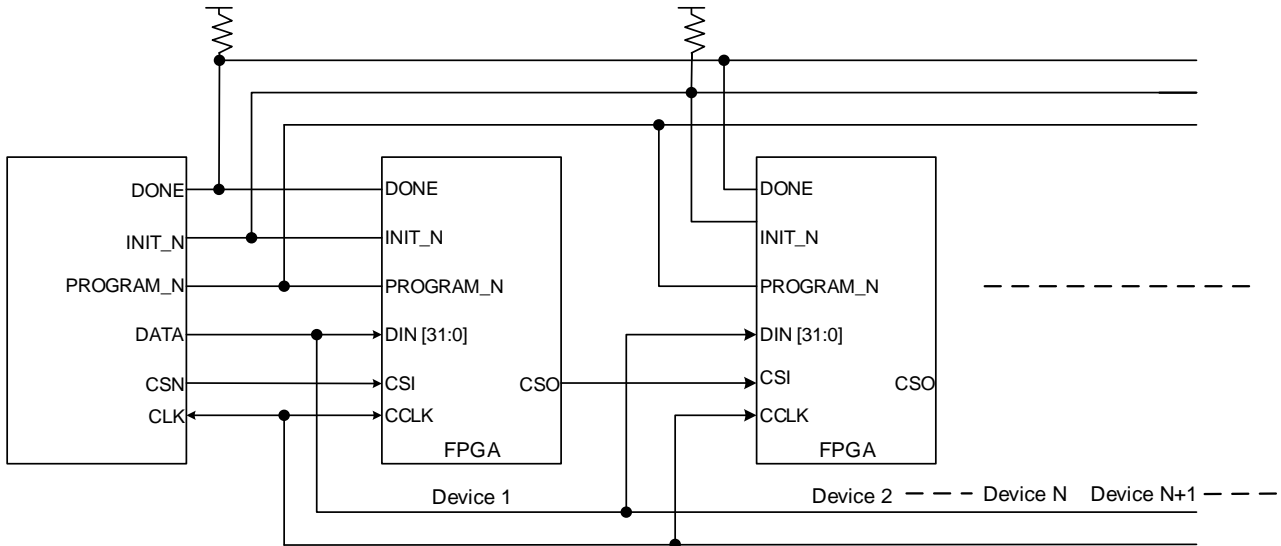 DONE
INIT_N
PROGRAM_N
DATA
CSN
CLK
DONE
INIT_N
PROGRAM_N
DIN [31:0]
CSI
CSO
CCLK
FPGA
Device 1
DONE
INIT_N
PROGRAM_N
DIN [31:0]
CSI
CSO
CCLK
FPGA
Device 2
Device N
Device N+1